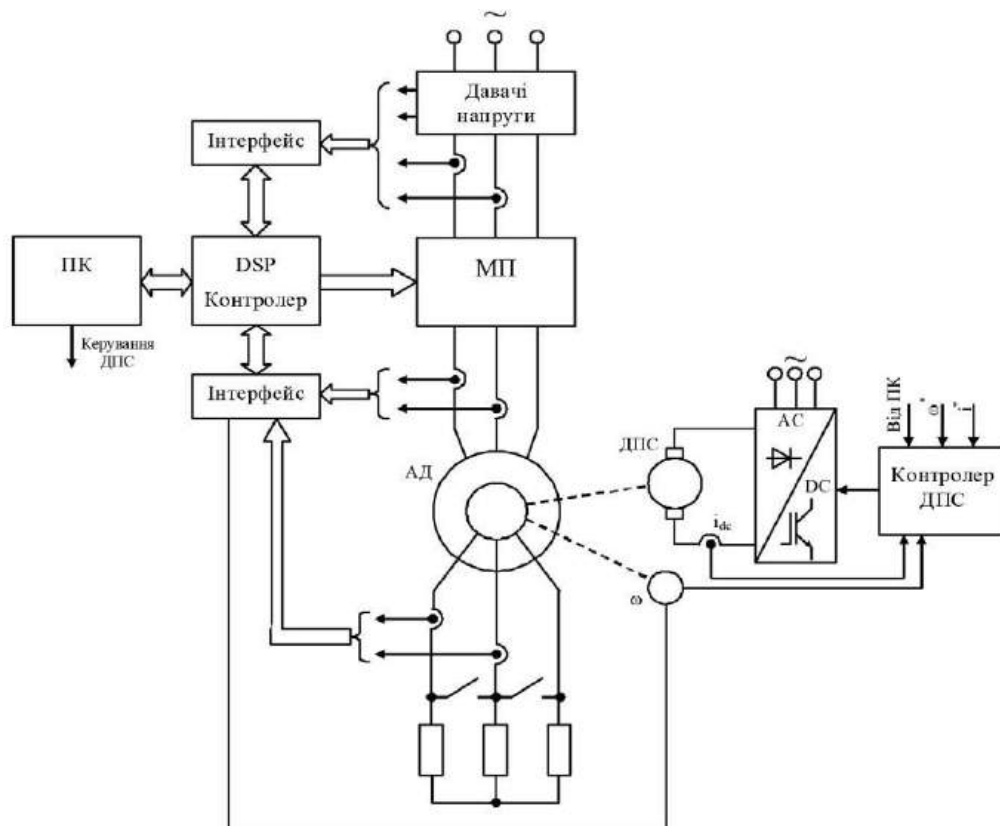 ~
Давачі
напруги
Інтерфейс
ПК
DSP
Контролер
МП
Керування
ДПС
Інтерфейс
АД
ДПС
~
AC
DC
Від ПК
ω*
i*
Контролер
ДПС
i_dc
ω